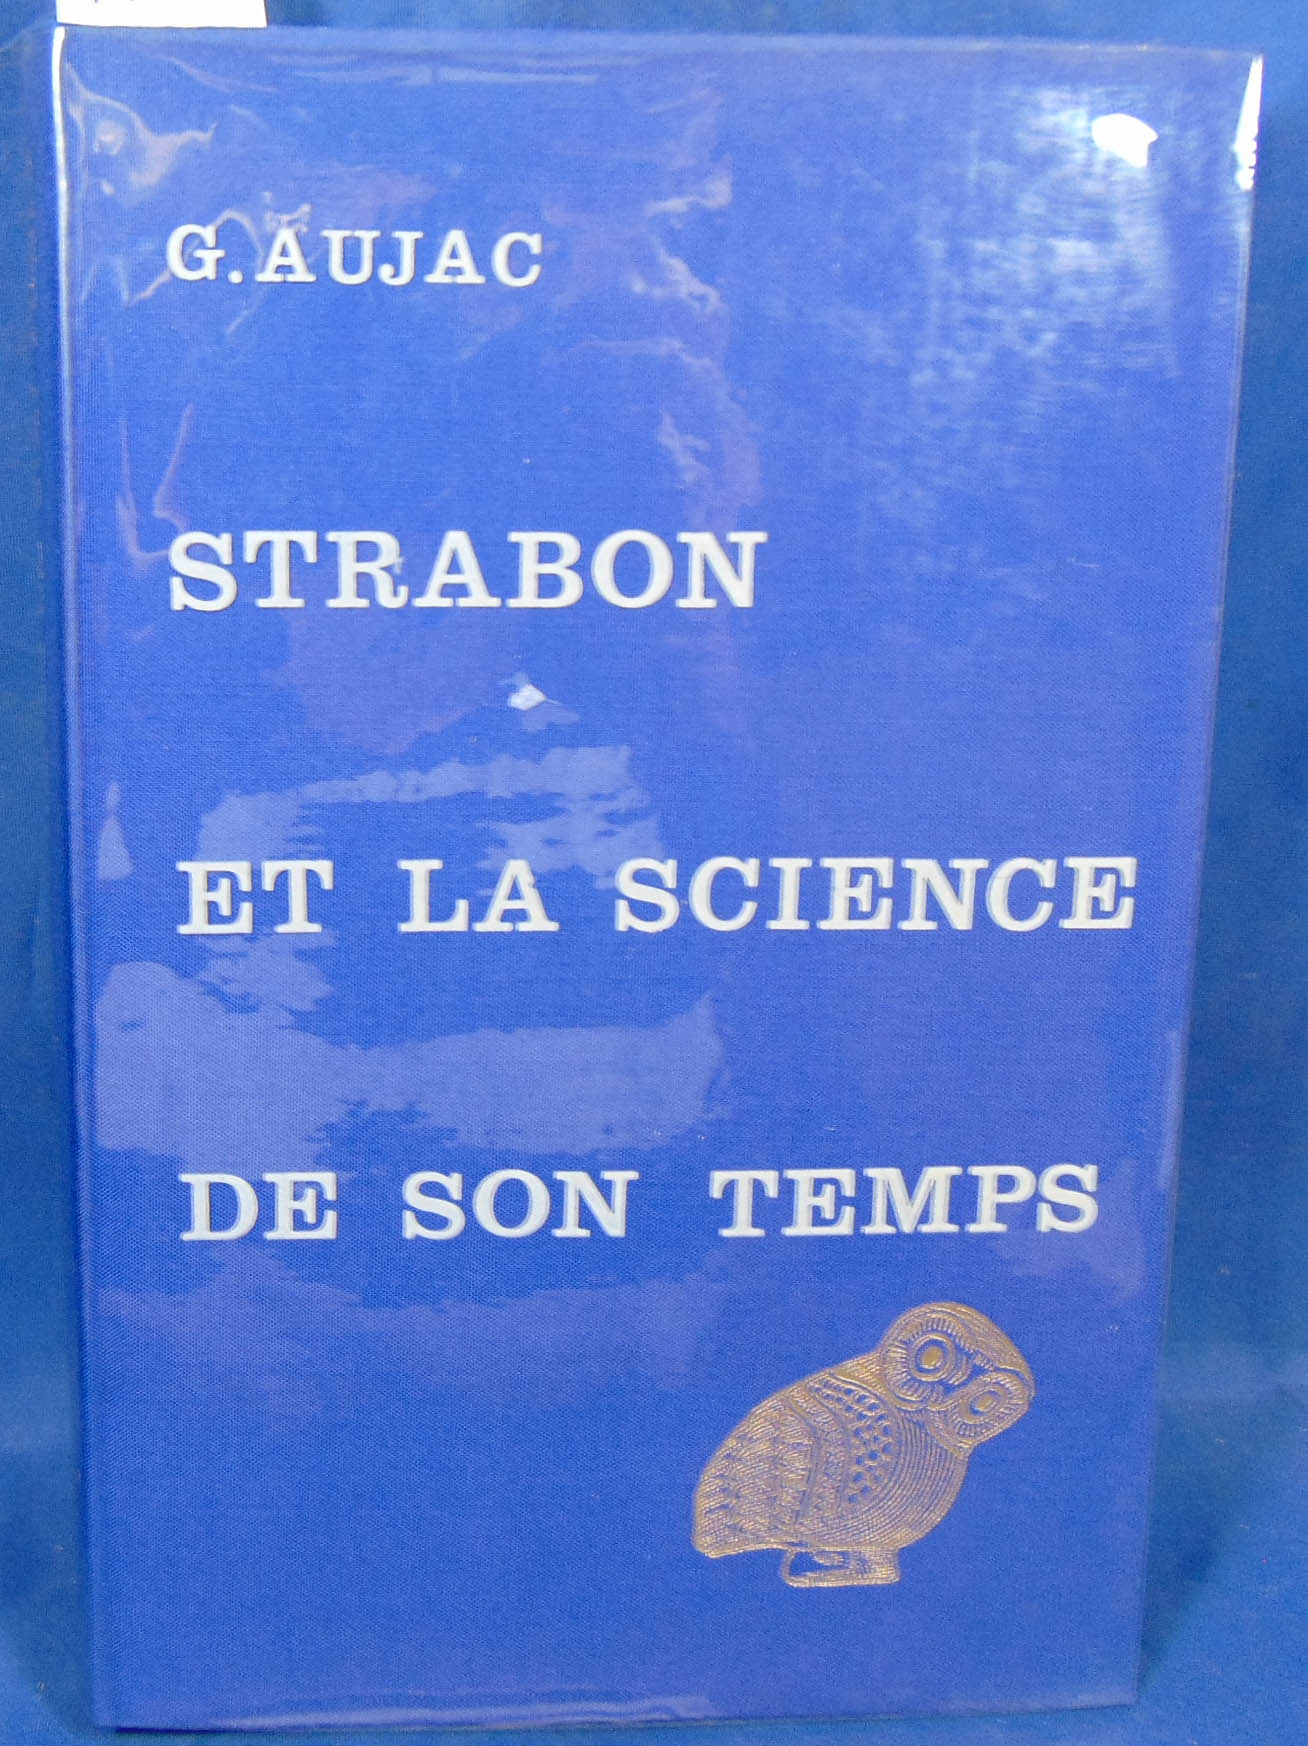 G. AUJAC
STRABON
ET LA SCIENCE
DE SON TEMPS